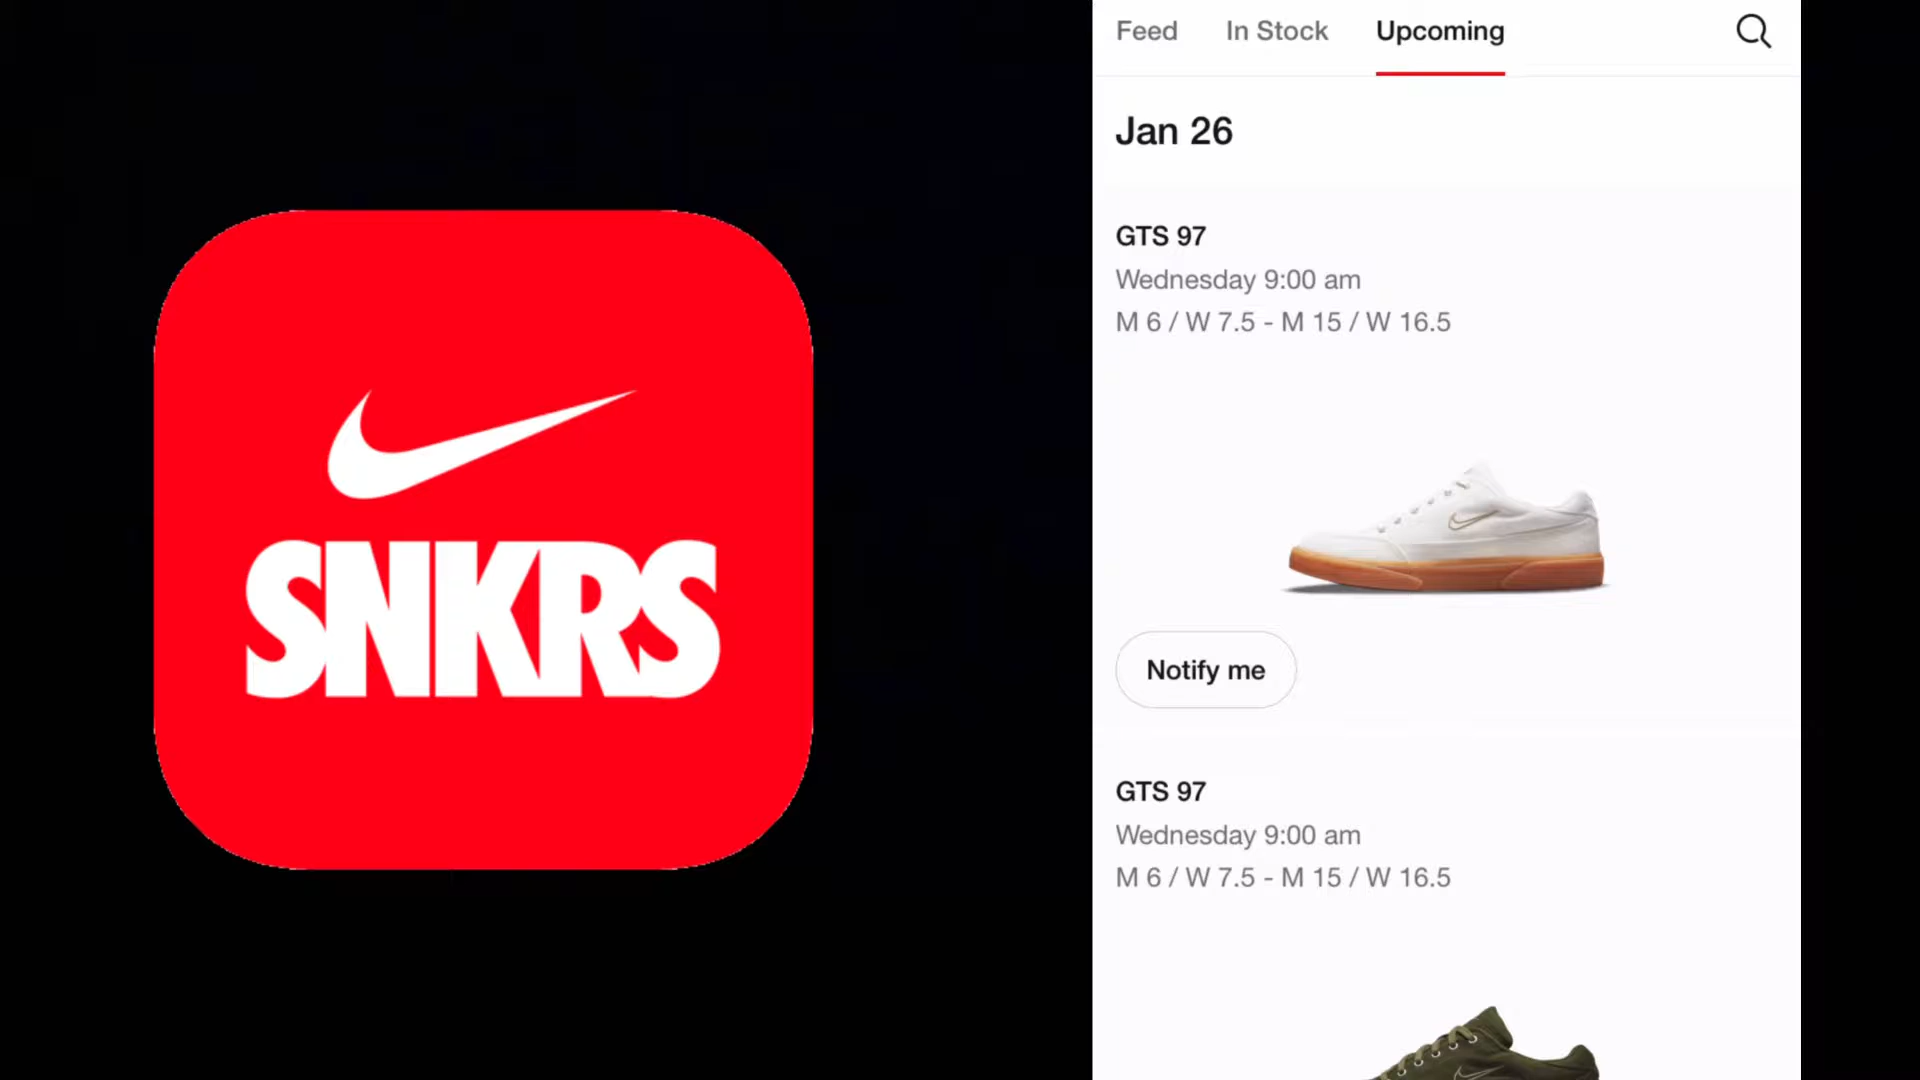 SNKRS
Feed In Stock Upcoming
Jan 26
GTS 97
Wednesday 9:00 am
M 6 / W 7.5 - M 15 / W 16.5
Notify me
GTS 97
Wednesday 9:00 am
M 6 / W 7.5 - M 15 / W 16.5